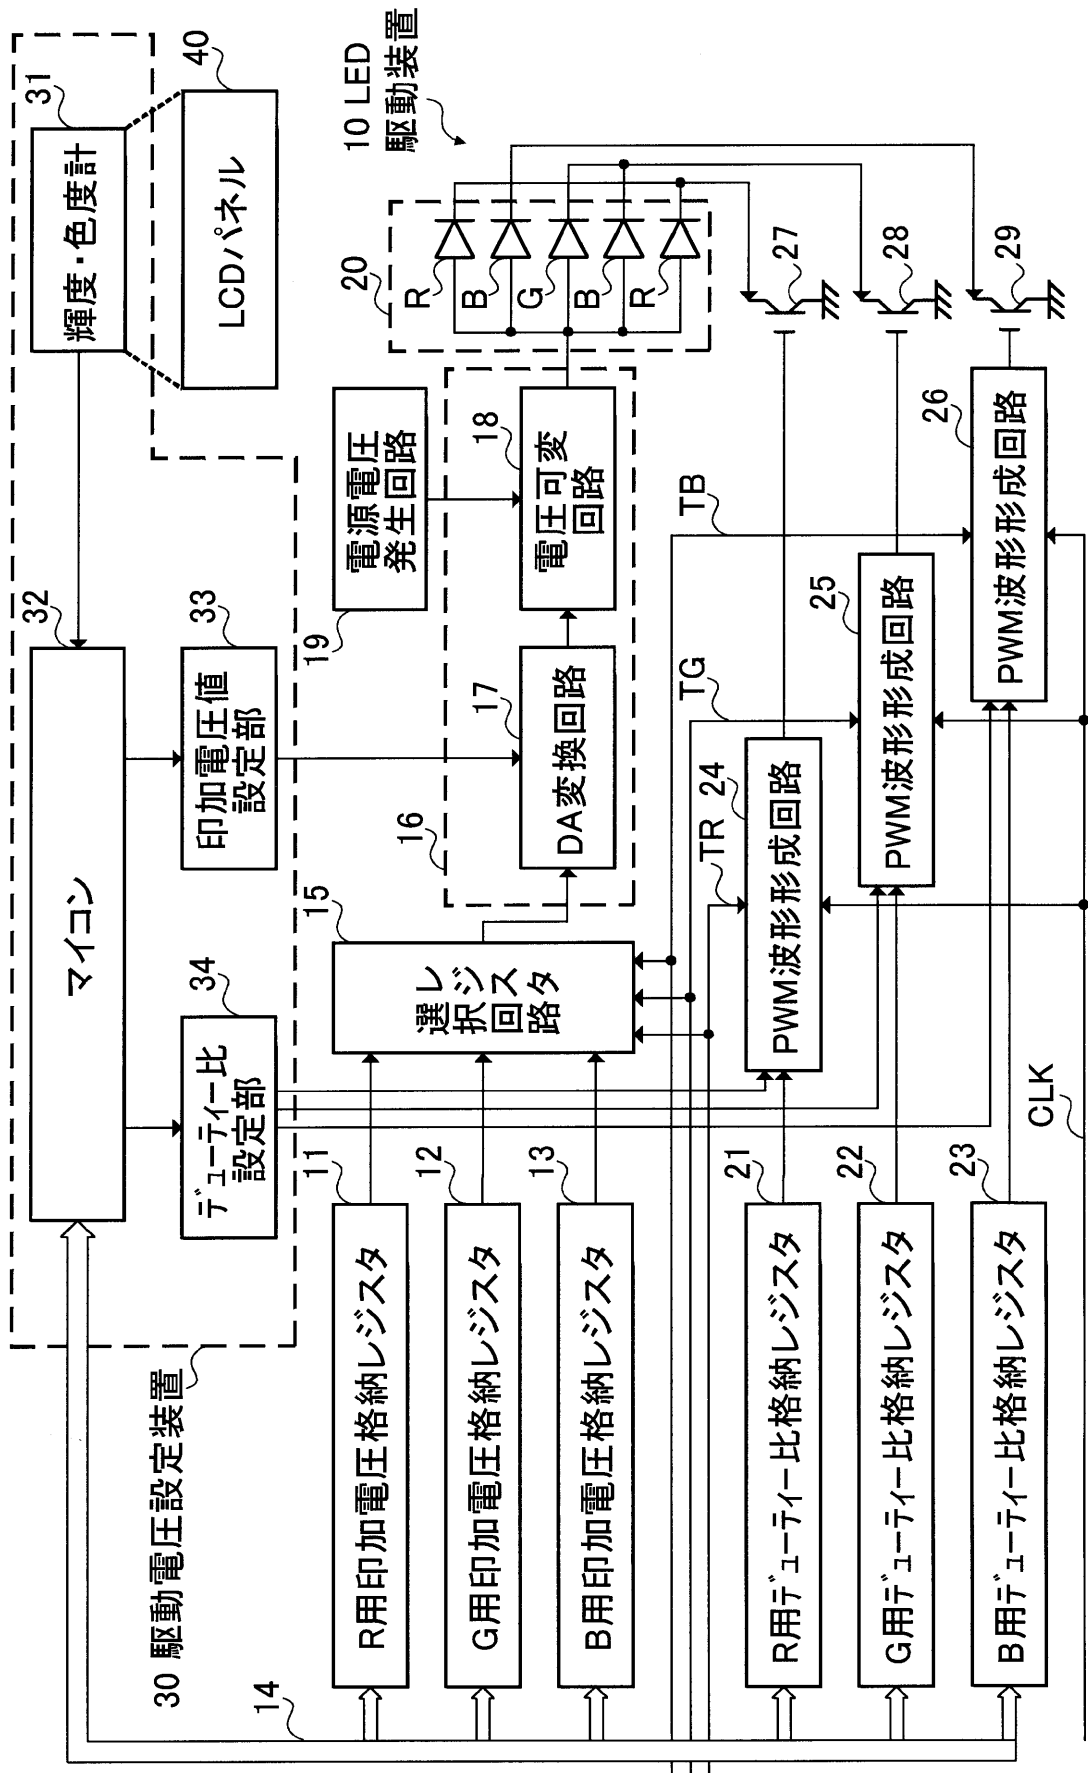 10 LED
駆動装置
30 駆動電圧設定装置
31
輝度・色度計
40
LCDパネル
32
マイコン
33
印加電圧値
設定部
34
デューティー比
設定部
14
11
R用印加電圧格納レジスタ
12
G用印加電圧格納レジスタ
13
B用印加電圧格納レジスタ
15
レジスタ
選択回路
16
17
DA変換回路
18
電圧可変
回路
19
電源電圧
発生回路
20
R
B
G
B
R
21
R用デューティー比格納レジスタ
22
G用デューティー比格納レジスタ
23
B用デューティー比格納レジスタ
TR
24
PWM波形形成回路
TG
25
PWM波形形成回路
TB
26
PWM波形形成回路
27
28
29
CLK